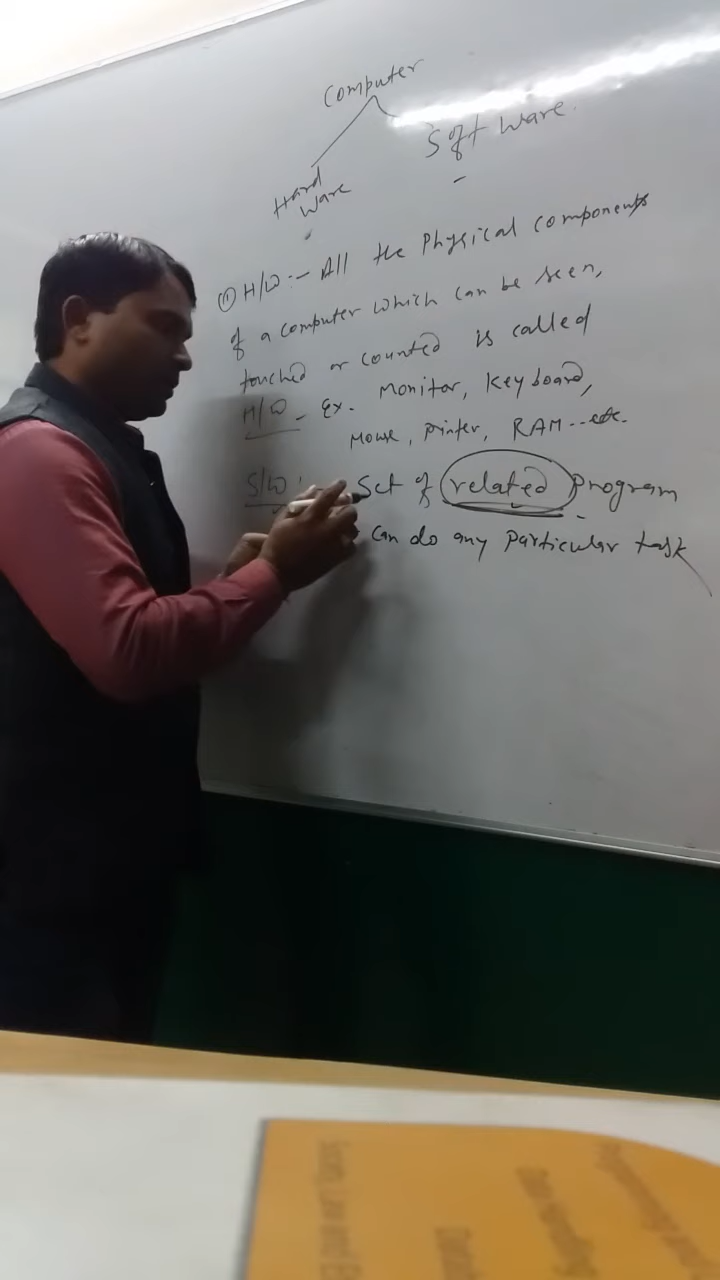 Computer
Hard Ware
Soft Ware.
① H/W :- All the Physical components
of a computer which can be seen,
touched or counted is called
H/W - Ex. Monitor, Keyboard,
Mouse, Printer, RAM -- etc.
S/W : Set of related Program
can do any particular task